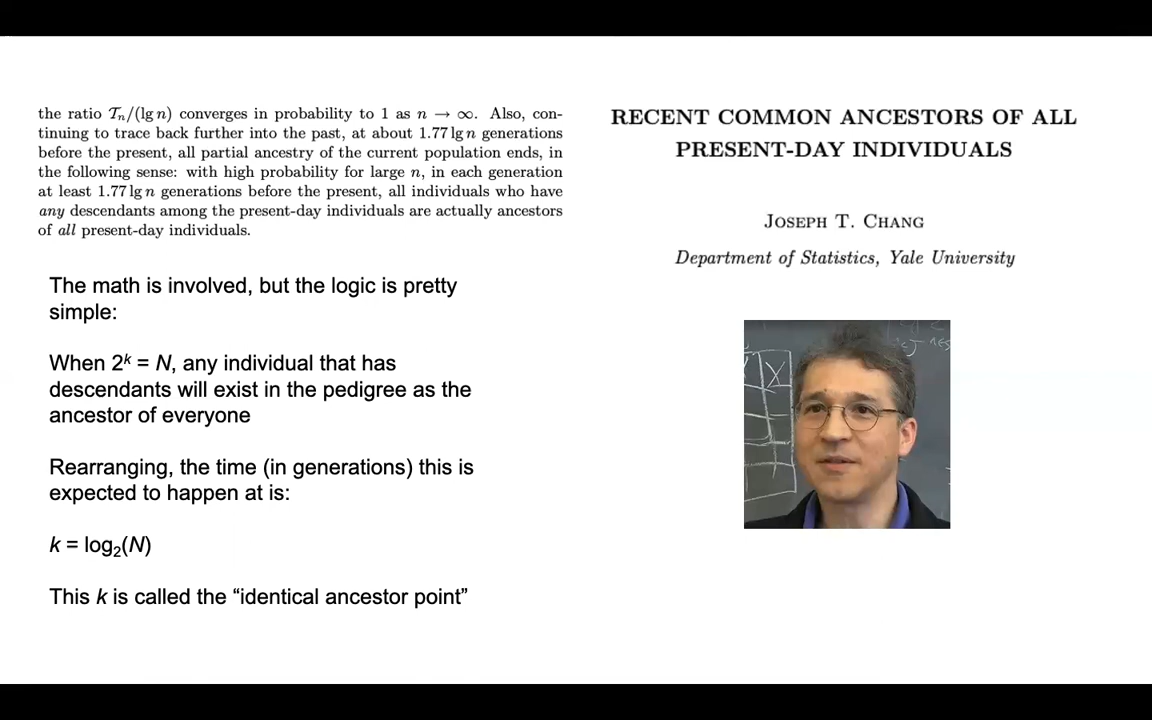 the ratio 𝒯ₙ/(lg n) converges in probability to 1 as n → ∞. Also, con-
tinuing to trace back further into the past, at about 1.77 lg n generations
before the present, all partial ancestry of the current population ends, in
the following sense: with high probability for large n, in each generation
at least 1.77 lg n generations before the present, all individuals who have
any descendants among the present-day individuals are actually ancestors
of all present-day individuals.
The math is involved, but the logic is pretty
simple:
When 2ᵏ = N, any individual that has
descendants will exist in the pedigree as the
ancestor of everyone
Rearranging, the time (in generations) this is
expected to happen at is:
k = log₂(N)
This k is called the “identical ancestor point”
RECENT COMMON ANCESTORS OF ALL
PRESENT-DAY INDIVIDUALS
JOSEPH T. CHANG
Department of Statistics, Yale University
X